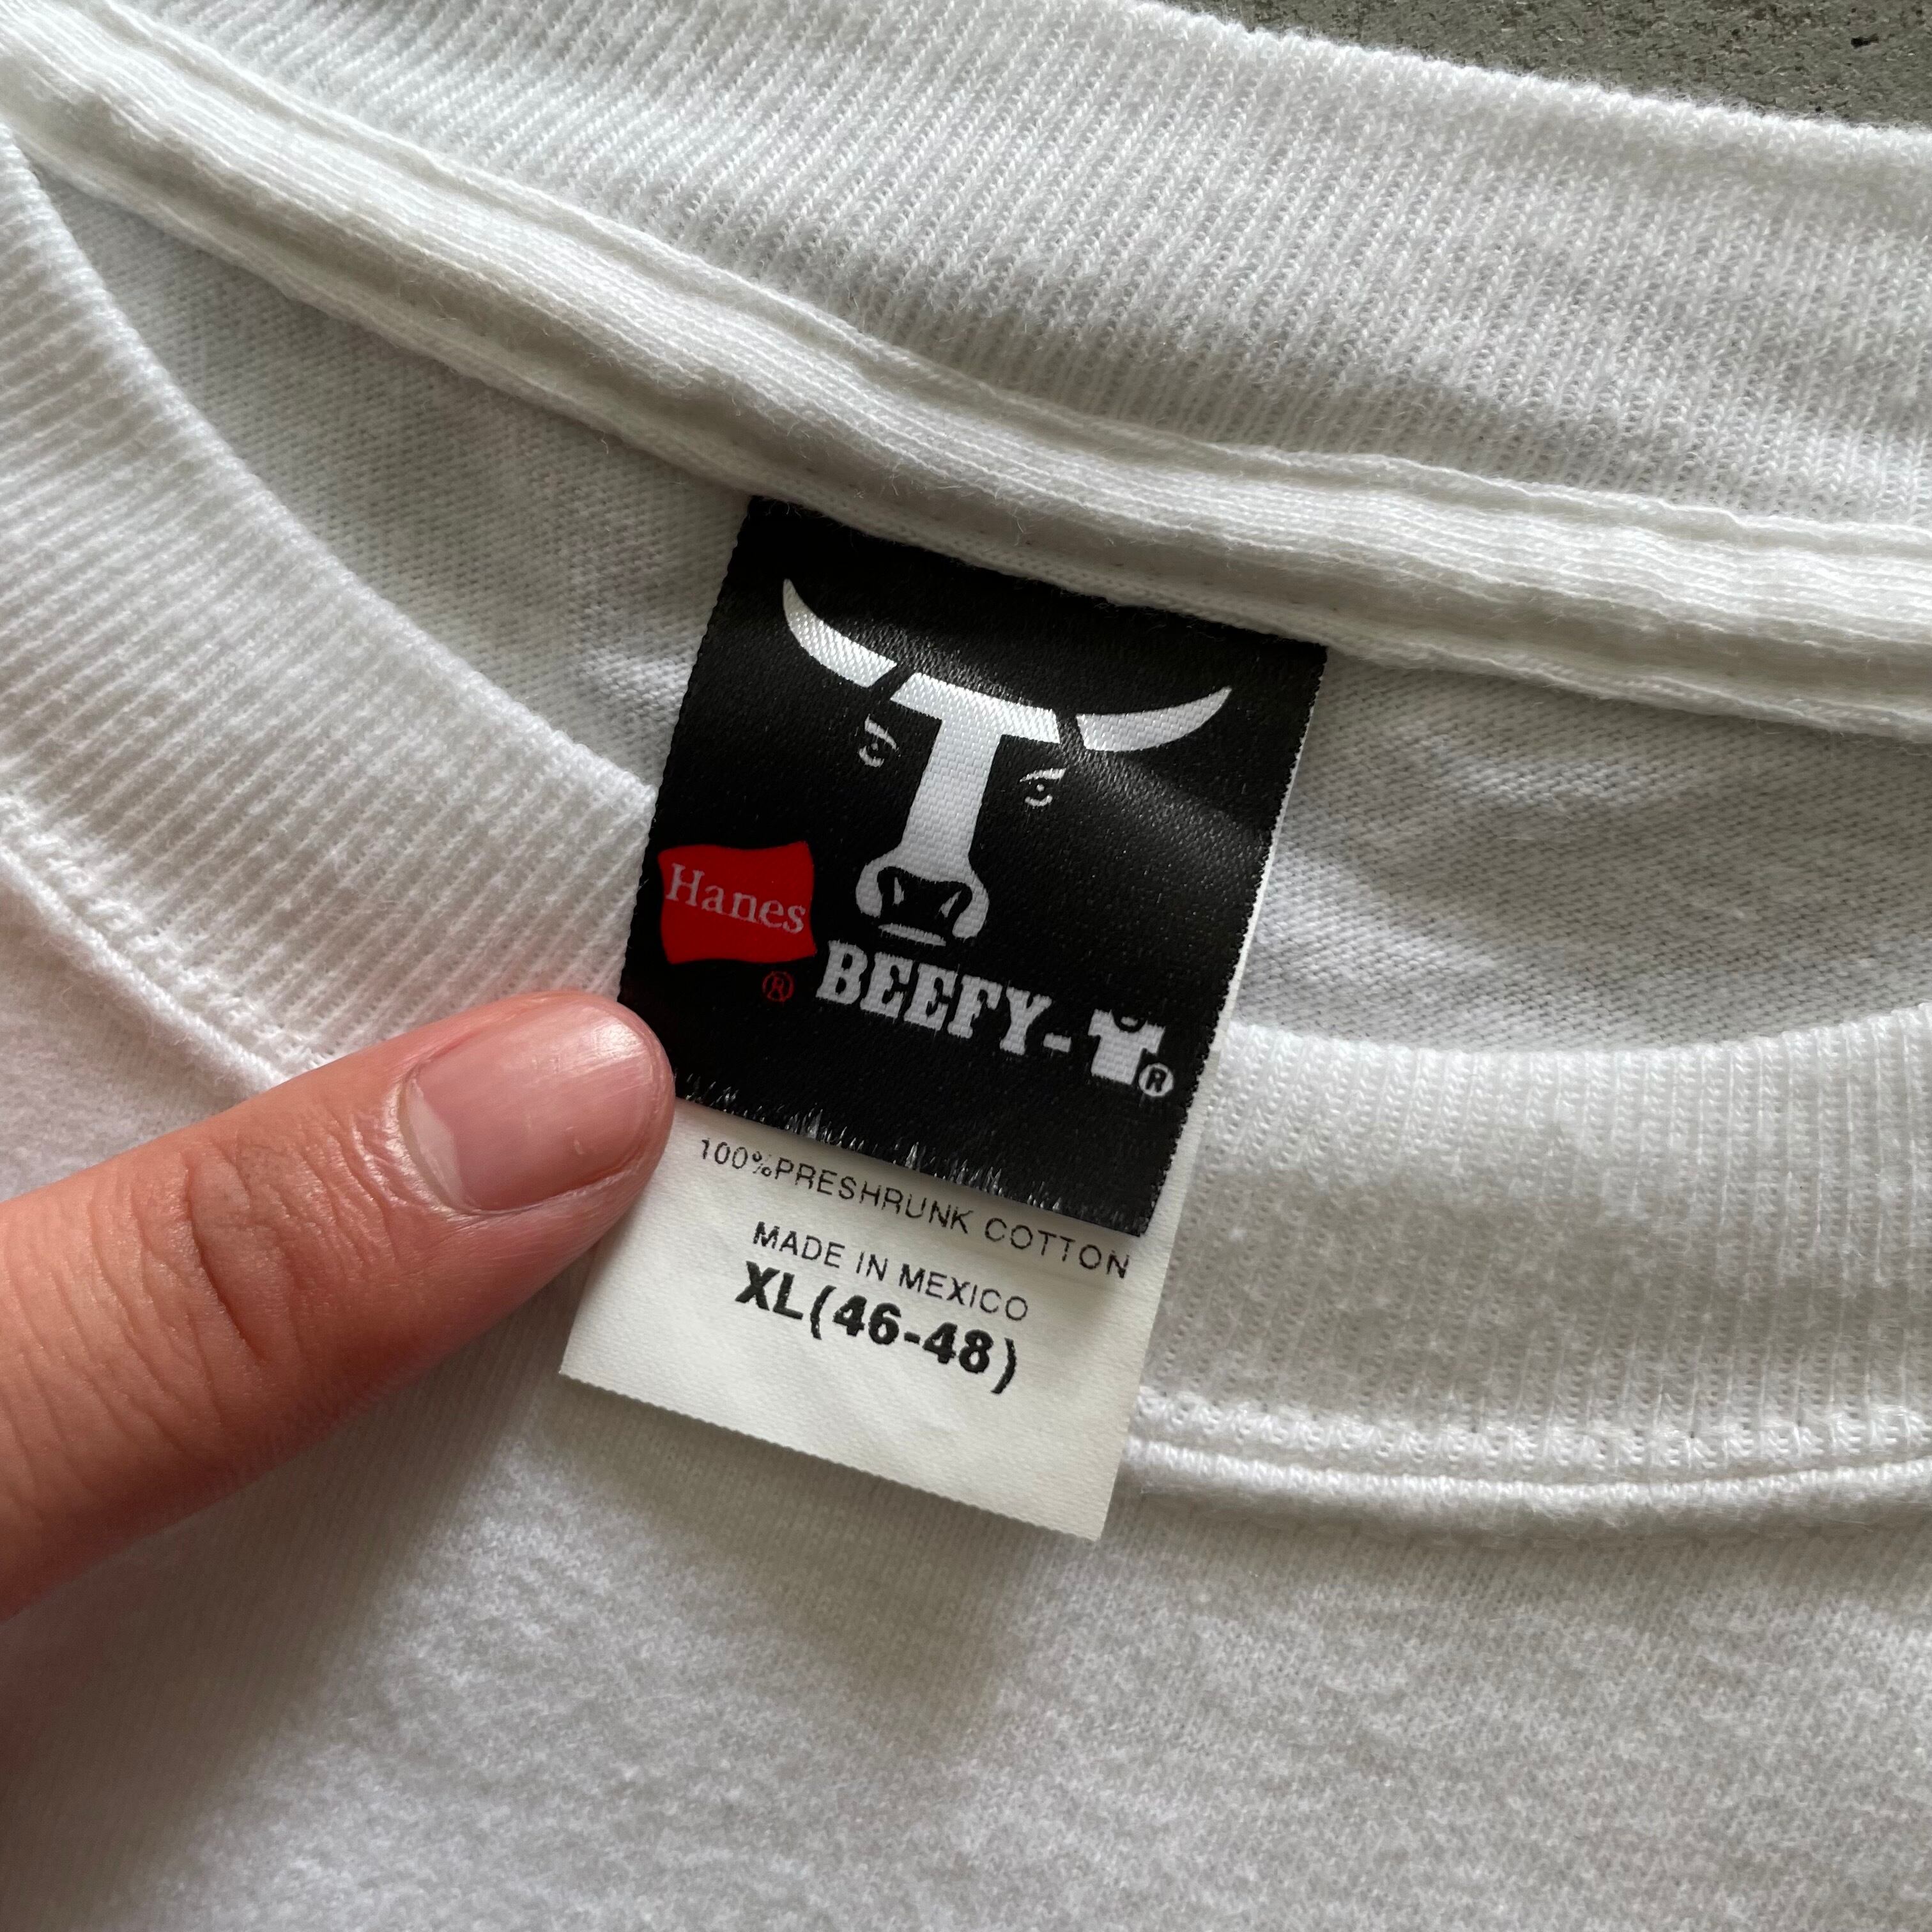 Hanes
®
BEEFY-T®
100%PRESHRUNK COTTON
MADE IN MEXICO
XL(46-48)